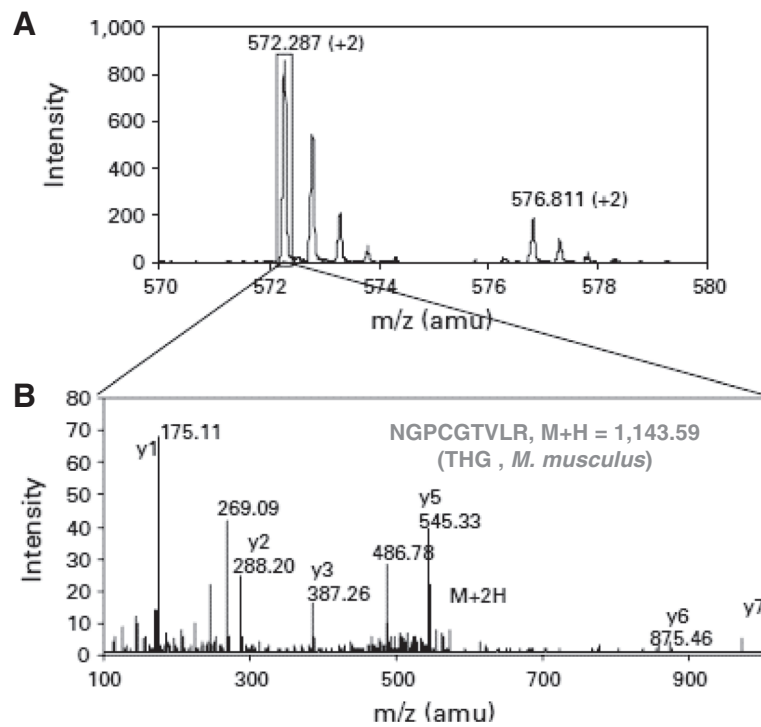 A
1,000
572.287 (+2)
800
600
400
200
0
Intensity
576.811 (+2)
570 572 574 576 578 580
m/z (amu)
B
80
70
60
50
40
30
20
10
0
Intensity
NGPCGTVLR, M+H = 1,143.59
(THG , M. musculus)
y1 175.11
269.09
y2
288.20
y3
387.26
486.78
y5
545.33
M+2H
y6
875.46
y7
100 300 500 700 900
m/z (amu)